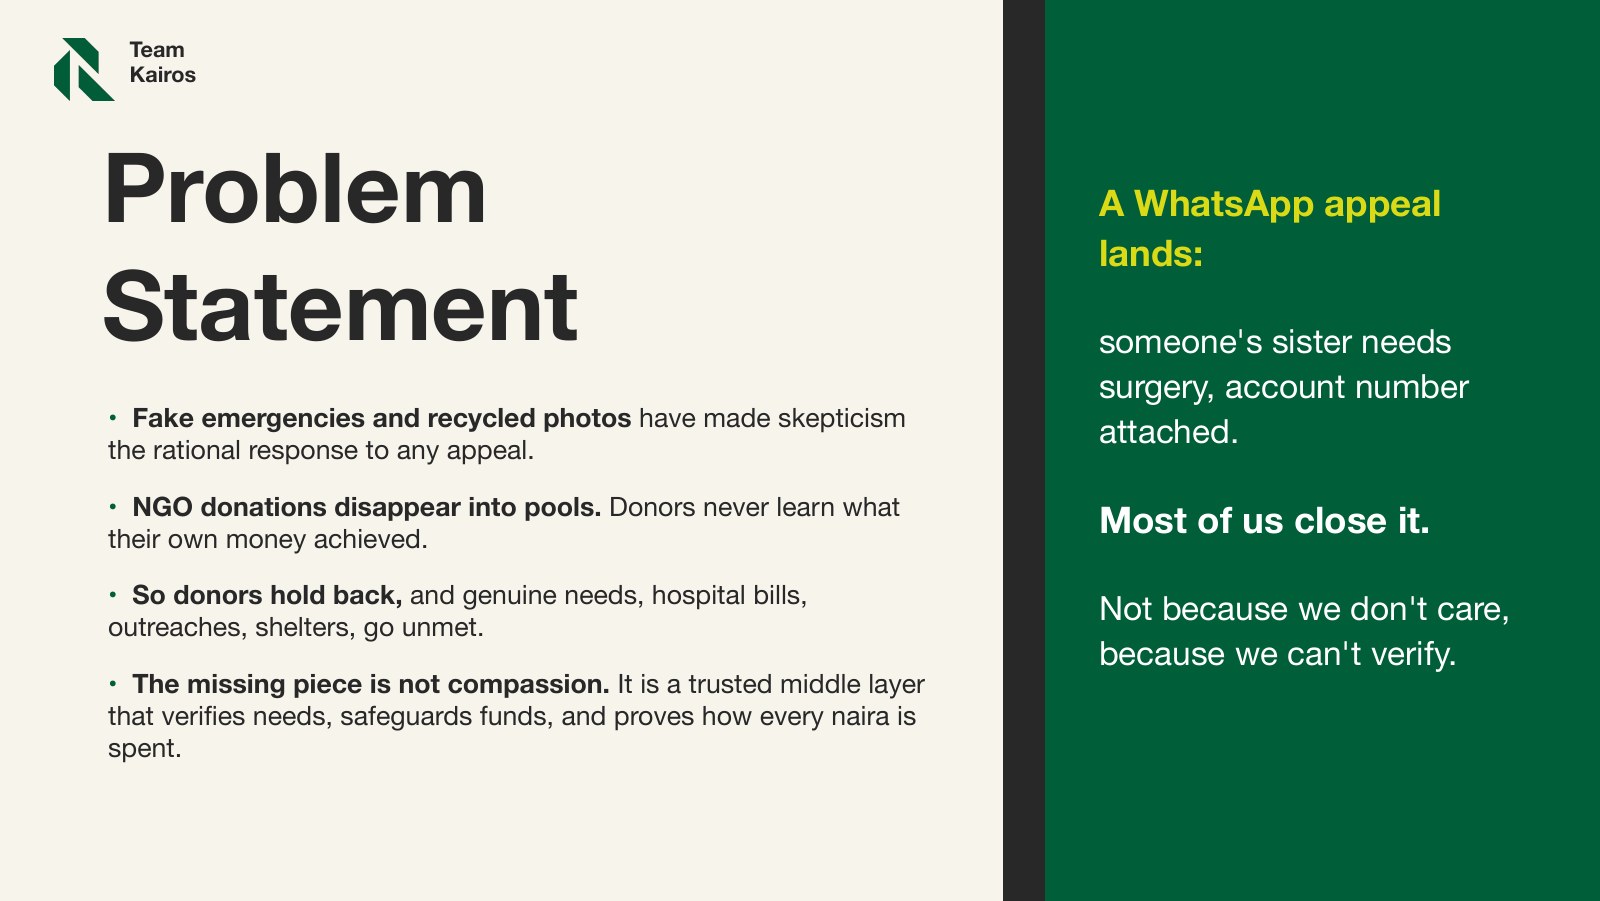 Team
Kairos
Problem
Statement
• Fake emergencies and recycled photos have made skepticism
the rational response to any appeal.
• NGO donations disappear into pools. Donors never learn what
their own money achieved.
• So donors hold back, and genuine needs, hospital bills,
outreaches, shelters, go unmet.
• The missing piece is not compassion. It is a trusted middle layer
that verifies needs, safeguards funds, and proves how every naira is
spent.
A WhatsApp appeal
lands:
someone's sister needs
surgery, account number
attached.
Most of us close it.
Not because we don't care,
because we can't verify.